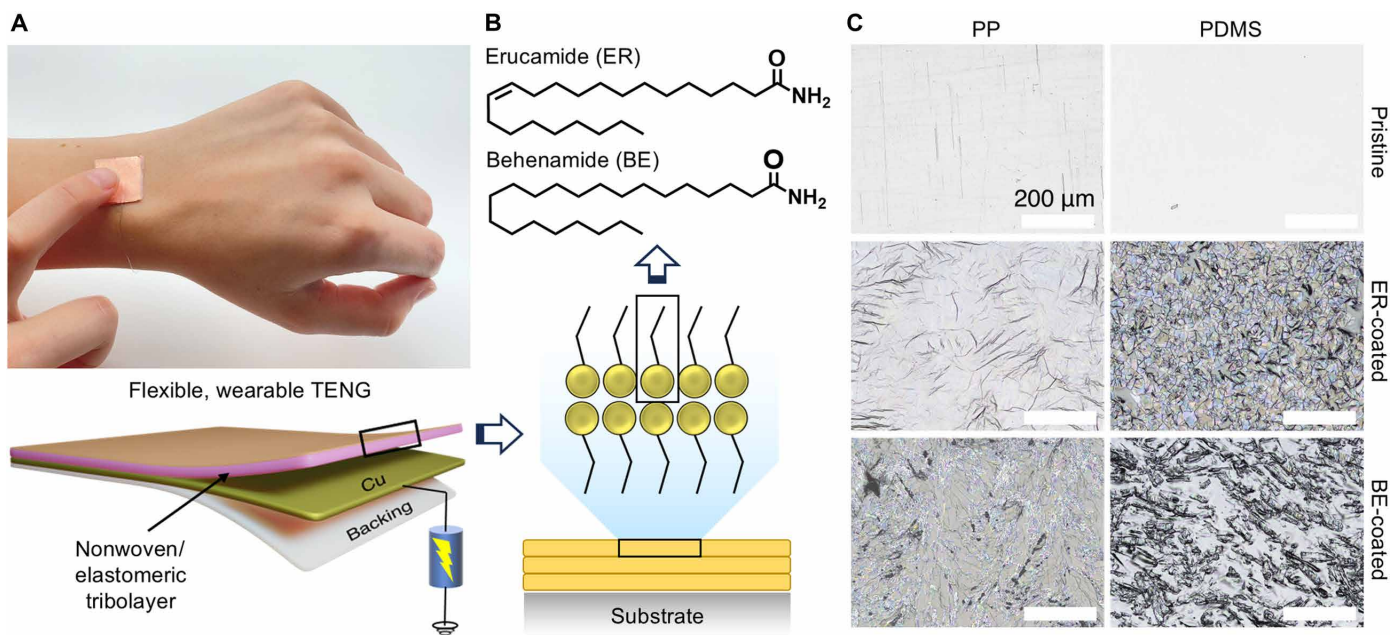 A
Flexible, wearable TENG
Cu
Backing
Nonwoven/
elastomeric
tribolayer
B
Erucamide (ER)
O
NH2
Behenamide (BE)
O
NH2
Substrate
C
PP
PDMS
200 μm
Pristine
ER-coated
BE-coated